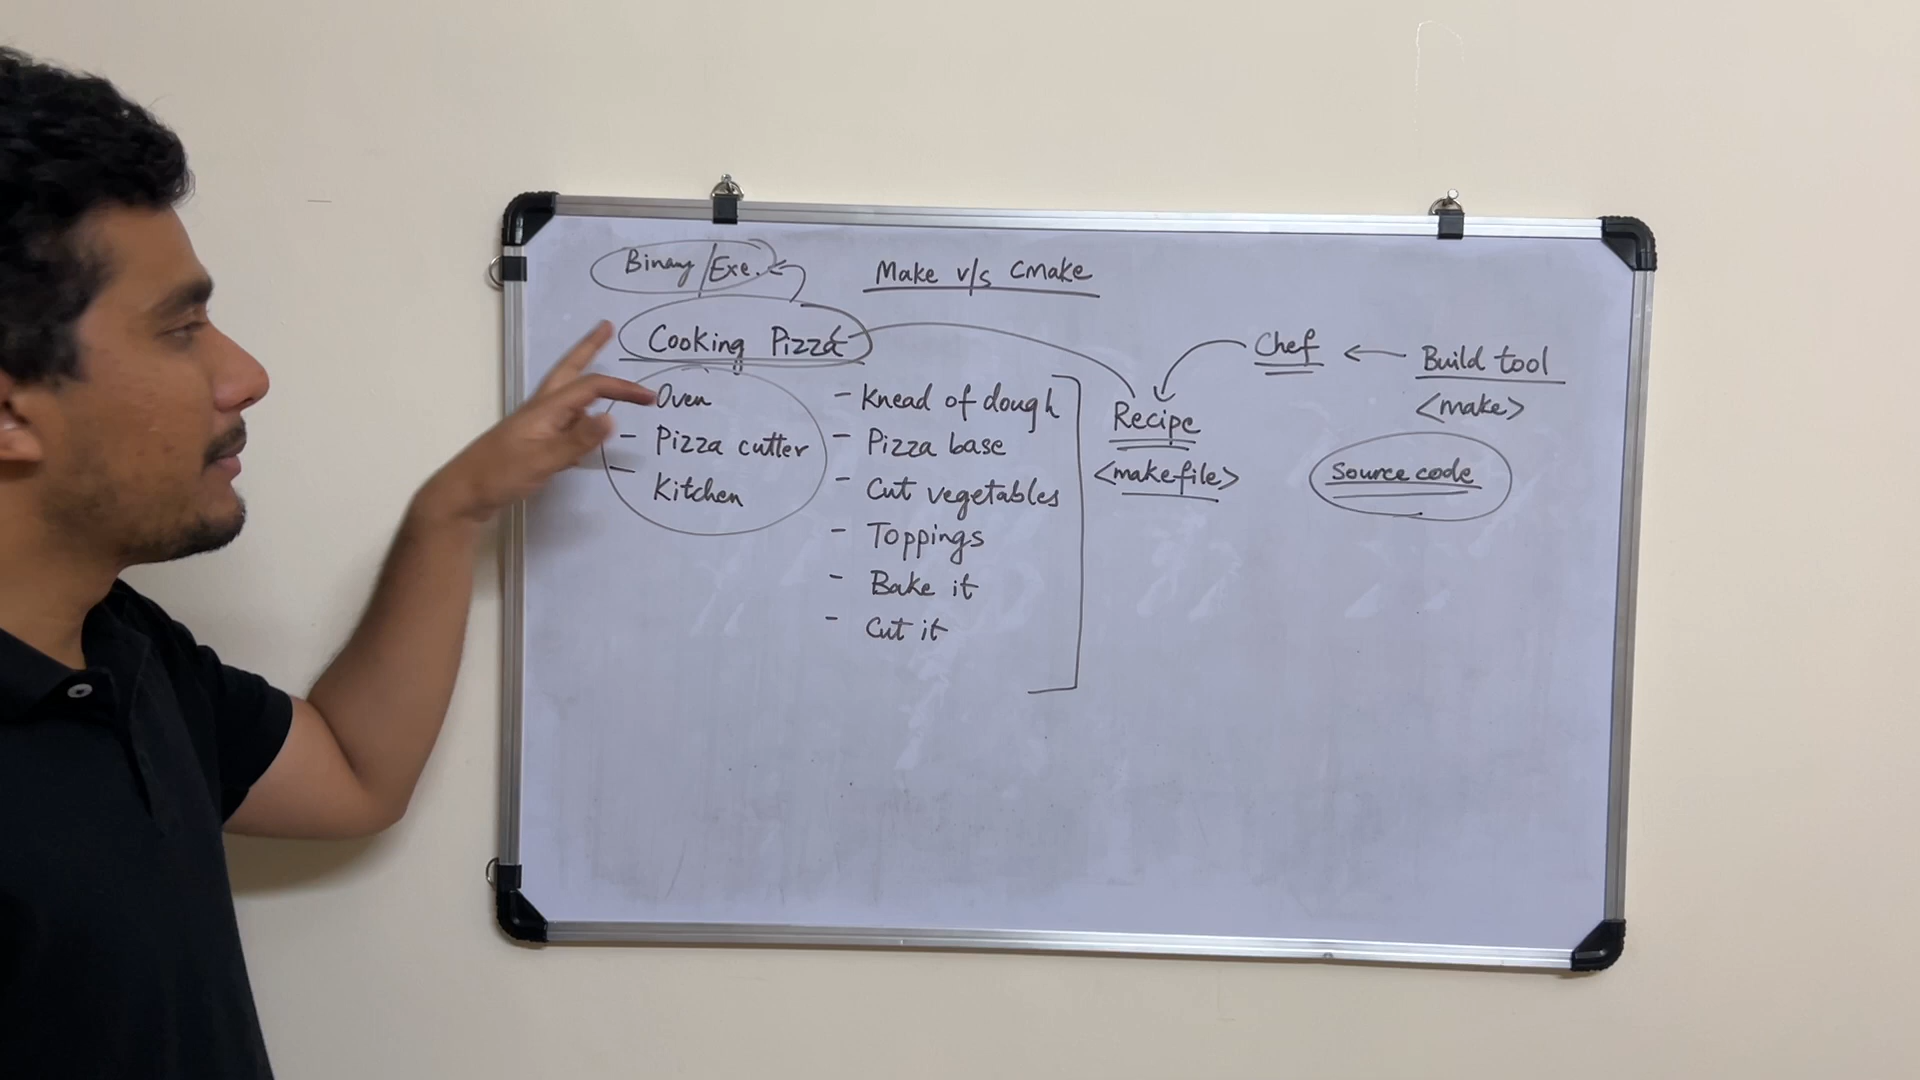 Binary/Exe.
Make v/s Cmake
Cooking Pizza
Oven
- Pizza cutter
- Kitchen
- Knead of dough
- Pizza base
- Cut vegetables
- Toppings
- Bake it
- Cut it
Recipe
<makefile>
Chef
Build tool
<make>
Source code